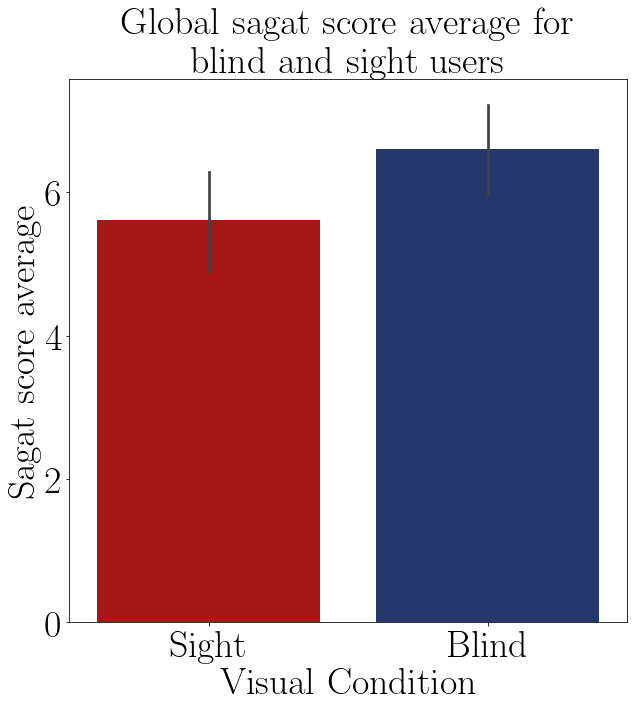 Global sagat score average for
blind and sight users
Sagat score average
6
4
2
0
Sight
Blind
Visual Condition